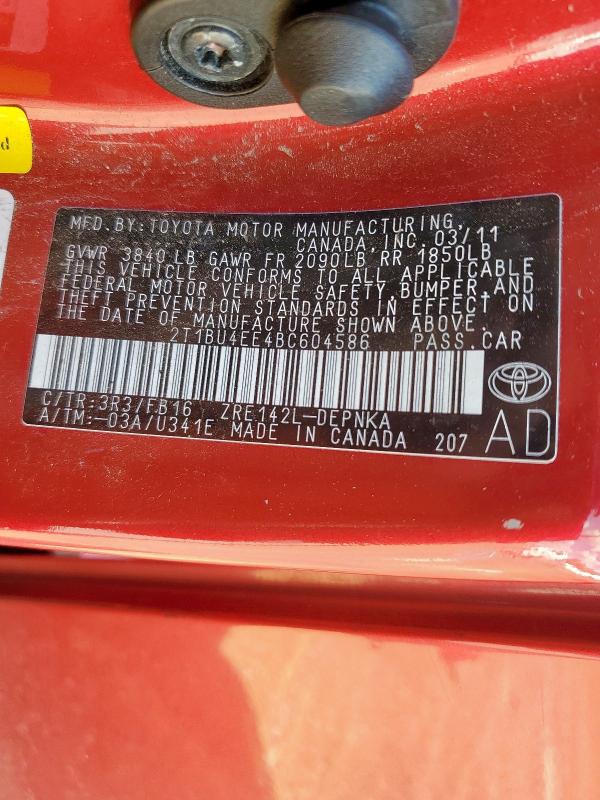 d
MFD. BY: TOYOTA MOTOR MANUFACTURING,
CANADA, INC. 03/11
GVWR 3840 LB GAWR FR 2090LB RR 1850LB
THIS VEHICLE CONFORMS TO ALL APPLICABLE
FEDERAL MOTOR VEHICLE SAFETY, BUMPER, AND
THEFT PREVENTION STANDARDS IN EFFECT ON
THE DATE OF MANUFACTURE SHOWN ABOVE.
2T1BU4EE4BC604586 PASS. CAR
C/TR: 3R3/FB16 ZRE142L-DEPNKA
A/TM: -03A/U341E MADE IN CANADA 207
AD